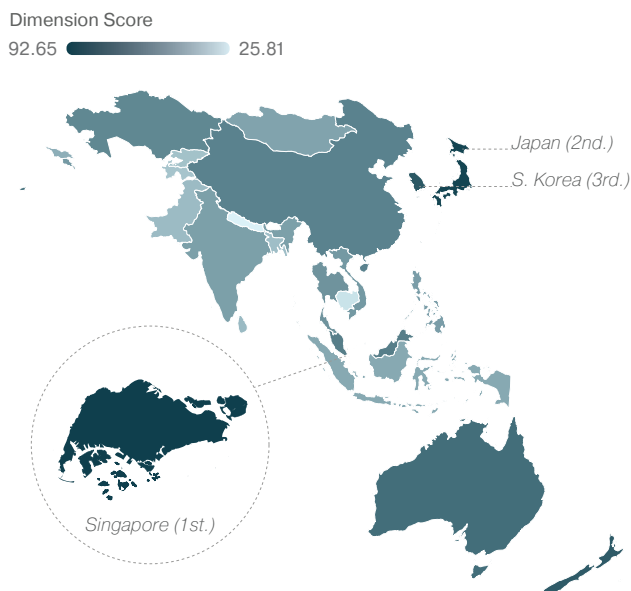 Dimension Score
92.65 25.81
Japan (2nd.)
S. Korea (3rd.)
Singapore (1st.)